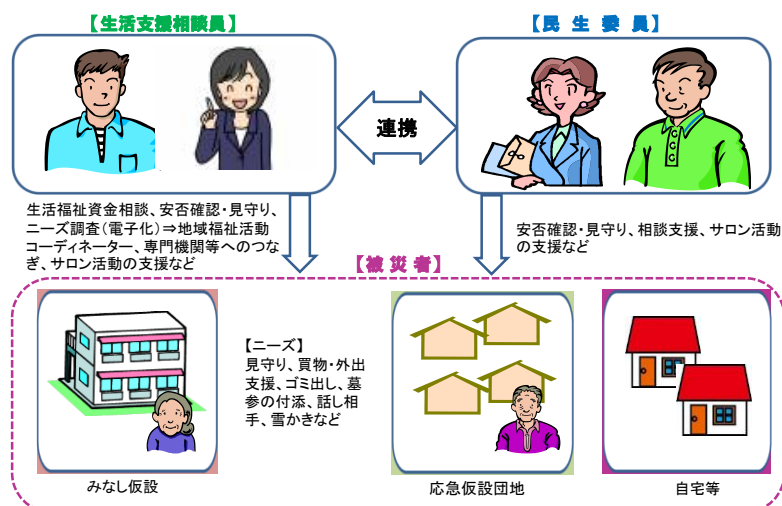 【生活支援相談員】
【民生委員】
連携
生活福祉資金相談、安否確認・見守り、
ニーズ調査(電子化)⇒地域福祉活動
コーディネーター、専門機関等へのつな
ぎ、サロン活動の支援など
安否確認・見守り、相談支援、サロン活動
の支援など
【被災者】
【ニーズ】
見守り、買物・外出
支援、ゴミ出し、墓
参の付添、話し相
手、雪かきなど
みなし仮設
応急仮設団地
自宅等